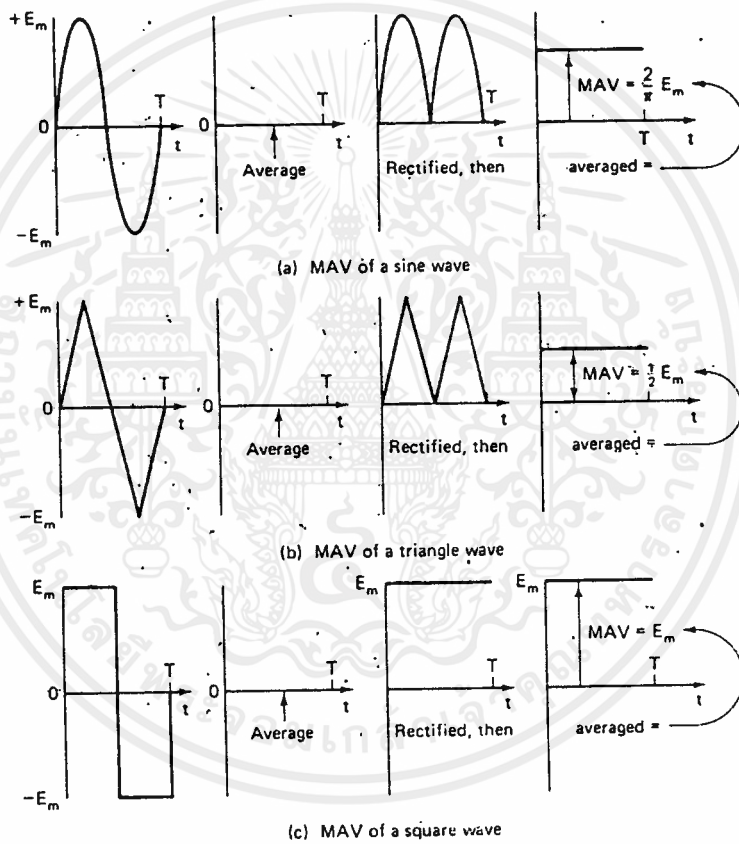 +E_m
0
T
t
-E_m
0
T
t
Average
T
t
Rectified, then
MAV = 2/π E_m
T
t
averaged =
(a) MAV of a sine wave
+E_m
0
T
t
-E_m
0
T
t
Average
T
t
Rectified, then
MAV = 1/2 E_m
T
t
averaged =
(b) MAV of a triangle wave
E_m
0
T
t
-E_m
0
T
t
Average
E_m
T
t
Rectified, then
E_m
MAV = E_m
T
t
averaged =
(c) MAV of a square wave